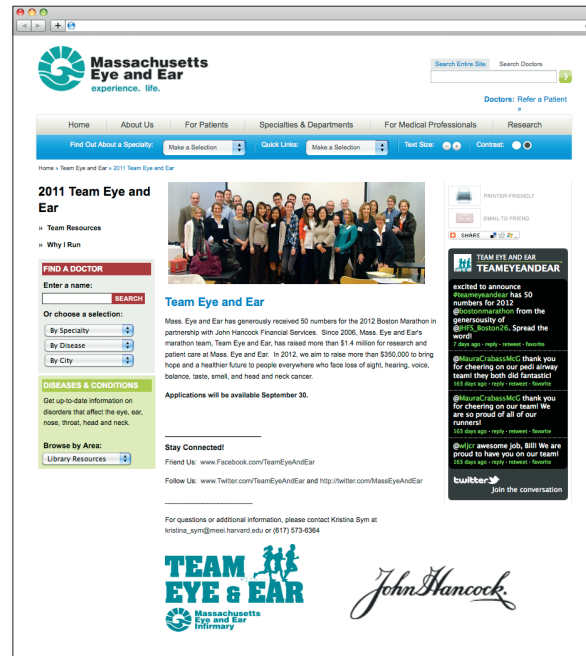 Massachusetts
Eye and Ear
experience. life.
Search Entire Site Search Doctors
Doctors: Refer a Patient
»
Home About Us For Patients Specialties & Departments For Medical Professionals Research
Find Out About a Specialty: Make a Selection Quick Links: Make a Selection Text Size: Contrast:
Home » Team Eye and Ear » 2011 Team Eye and Ear
2011 Team Eye and
Ear
» Team Resources
» Why I Run
FIND A DOCTOR
Enter a name:
SEARCH
Or choose a selection:
By Specialty
By Disease
By City
DISEASES & CONDITIONS
Get up-to-date information on
disorders that affect the eye, ear,
nose, throat, head and neck.
Browse by Area:
Library Resources
Team Eye and Ear
Mass. Eye and Ear has generously received 50 numbers for the 2012 Boston Marathon in
partnership with John Hancock Financial Services. Since 2006, Mass. Eye and Ear's
marathon team, Team Eye and Ear, has raised more than $1.4 million for research and
patient care at Mass. Eye and Ear. In 2012, we aim to raise more than $350,000 to bring
hope and a healthier future to people everywhere who face loss of sight, hearing, voice,
balance, taste, smell, and head and neck cancer.
Applications will be available September 30.
Stay Connected!
Friend Us: www.Facebook.com/TeamEyeAndEar
Follow Us: www.Twitter.com/TeamEyeAndEar and http://twitter.com/MassEyeAndEar
For questions or additional information, please contact Kristina Sym at
kristina_sym@meei.harvard.edu or (617) 573-6364
TEAM
EYE & EAR
Massachusetts
Eye and Ear
Infirmary
John Hancock.
PRINTER-FRIENDLY
EMAIL TO FRIEND
SHARE
TEAM EYE AND EAR
TEAMEYEANDEAR
excited to announce
#teameyeandear has 50
numbers for 2012
@bostonmarathon from the
genersousity of
@JHFS_Boston26. Spread the
word!
7 days ago · reply · retweet · favorite
@MauraCrabassMcG thank you
for cheering on our pedi airway
team! they both did fantastic!
163 days ago · reply · retweet · favorite
@MauraCrabassMcG thank you
for cheering on our team! We
are so proud of all of our
runners!
163 days ago · reply · retweet · favorite
@wljcr awesome job, Bill! We are
proud to have you on our team!
163 days ago · reply · retweet · favorite
twitter
Join the conversation